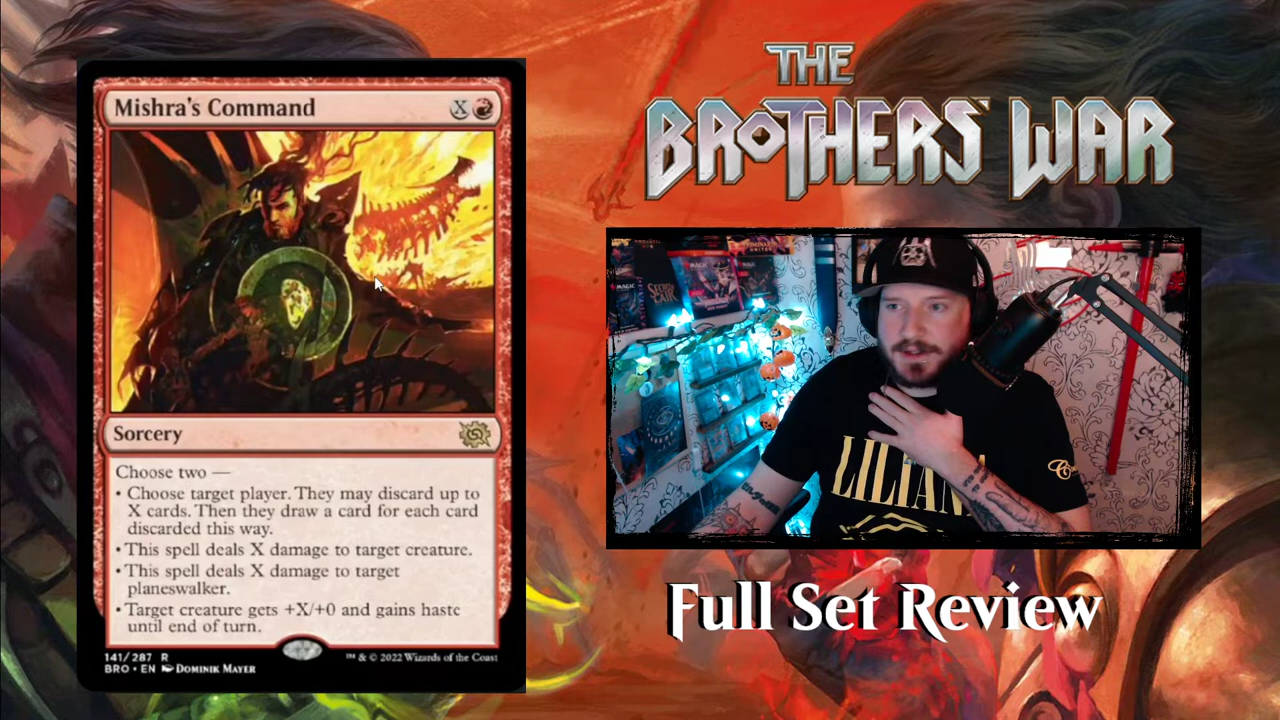 Mishra's Command
X
Sorcery
Choose two —
• Choose target player. They may discard up to
X cards. Then they draw a card for each card
discarded this way.
• This spell deals X damage to target creature.
• This spell deals X damage to target
planeswalker.
• Target creature gets +X/+0 and gains haste
until end of turn.
141/287 R
BRO • EN DOMINIK MAYER
™ & © 2022 Wizards of the Coast
THE
BROTHERS' WAR
MAGIC
LILIAN
Full Set Review